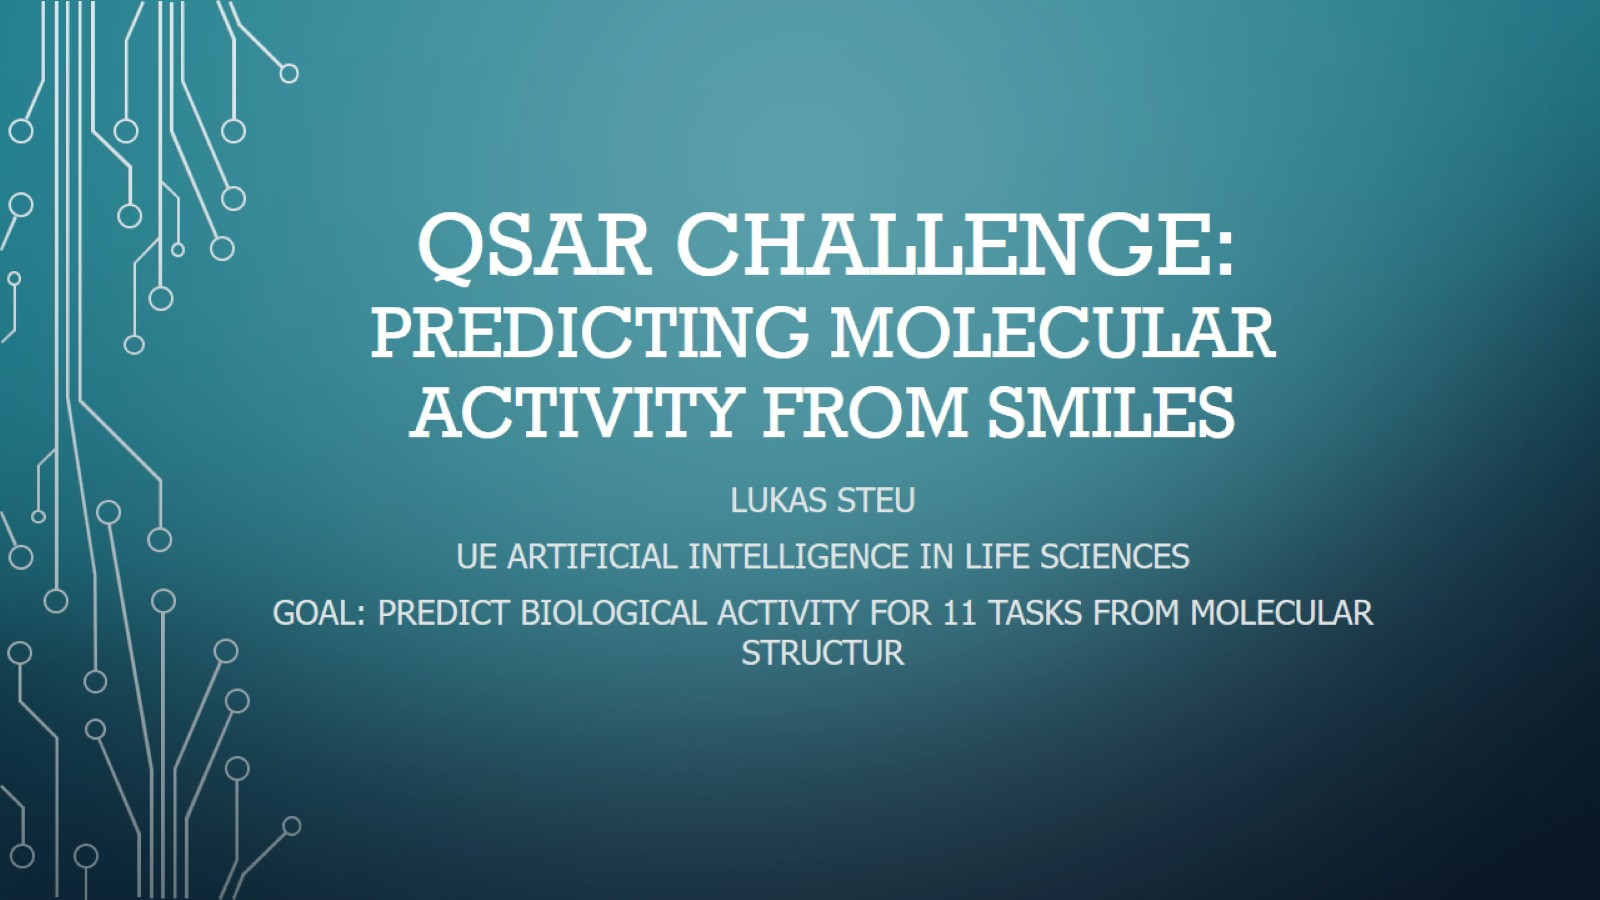 QSAR CHALLENGE:
PREDICTING MOLECULAR
ACTIVITY FROM SMILES
LUKAS STEU
UE ARTIFICIAL INTELLIGENCE IN LIFE SCIENCES
GOAL: PREDICT BIOLOGICAL ACTIVITY FOR 11 TASKS FROM MOLECULAR
STRUCTUR